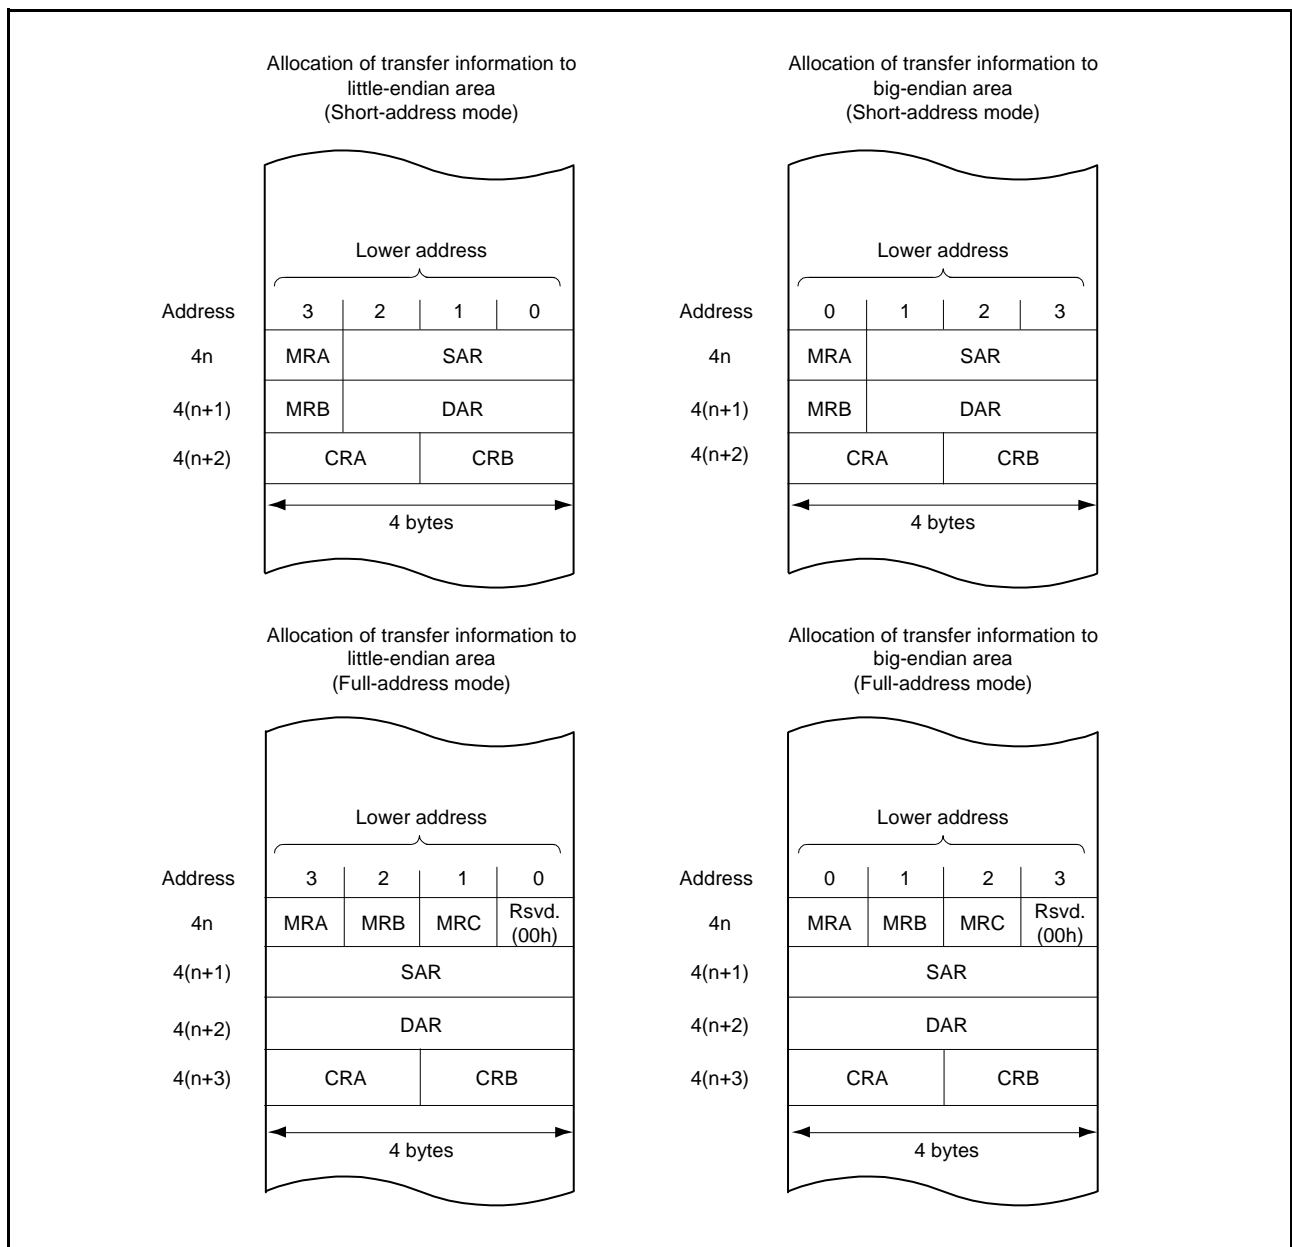 Allocation of transfer information to
little-endian area
(Short-address mode)
Lower address
Address 3 2 1 0
4n MRA SAR
4(n+1) MRB DAR
4(n+2) CRA CRB
4 bytes
Allocation of transfer information to
big-endian area
(Short-address mode)
Lower address
Address 0 1 2 3
4n MRA SAR
4(n+1) MRB DAR
4(n+2) CRA CRB
4 bytes
Allocation of transfer information to
little-endian area
(Full-address mode)
Lower address
Address 3 2 1 0
4n MRA MRB MRC Rsvd.
(00h)
4(n+1) SAR
4(n+2) DAR
4(n+3) CRA CRB
4 bytes
Allocation of transfer information to
big-endian area
(Full-address mode)
Lower address
Address 0 1 2 3
4n MRA MRB MRC Rsvd.
(00h)
4(n+1) SAR
4(n+2) DAR
4(n+3) CRA CRB
4 bytes